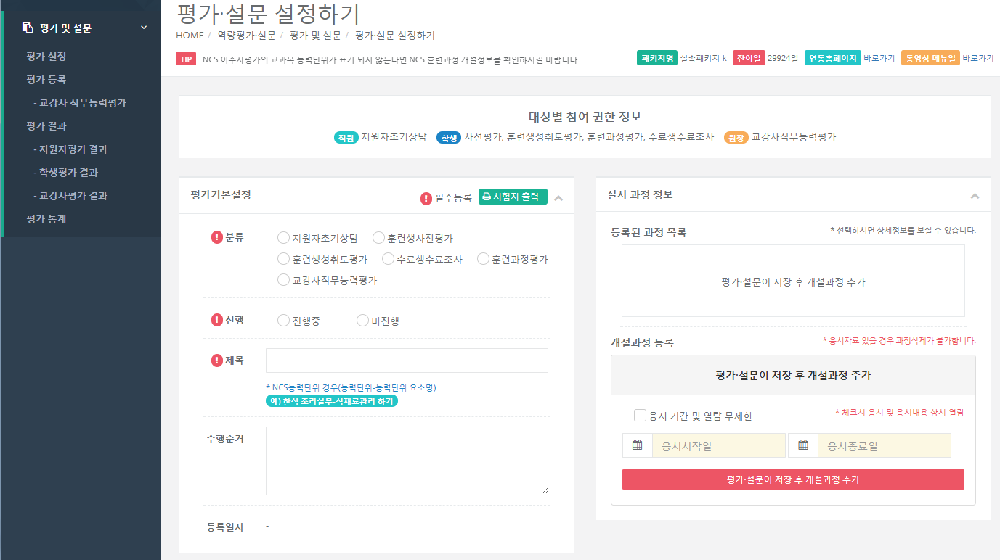 평가 및 설문
평가 설정
평가 등록
- 교강사 직무능력평가
평가 결과
- 지원자평가 결과
- 학생평가 결과
- 교강사평가 결과
평가 통계
평가·설문 설정하기
HOME / 역량평가·설문 / 평가 및 설문 / 평가·설문 설정하기
TIP NCS 이수자평가의 교과목 능력단위가 표기 되지 않는다면 NCS 훈련과정 개설정보를 확인하시길 바랍니다.
패키지명 실속패키지-k 잔여일 29924일 연동홈페이지 바로가기 동영상 메뉴얼 바로가기
대상별 참여 권한 정보
직원 지원자초기상담 학생 사전평가, 훈련생성취도평가, 훈련과정평가, 수료생수료조사 원장 교강사직무능력평가
평가기본설정
! 필수등록 시험지 출력
! 분류
지원자초기상담 훈련생사전평가
훈련생성취도평가 수료생수료조사 훈련과정평가
교강사직무능력평가
! 진행
진행중 미진행
! 제목
* NCS능력단위 경우(능력단위-능력단위 요소명)
예) 한식 조리실무-식재료관리 하기
수행준거
등록일자 -
실시 과정 정보
등록된 과정 목록 * 선택하시면 상세정보를 보실 수 있습니다.
평가·설문이 저장 후 개설과정 추가
개설과정 등록 * 응시자료 있을 경우 과정삭제가 불가합니다.
평가·설문이 저장 후 개설과정 추가
응시 기간 및 열람 무제한 * 체크시 응시 및 응시내용 상시 열람
응시시작일 응시종료일
평가·설문이 저장 후 개설과정 추가